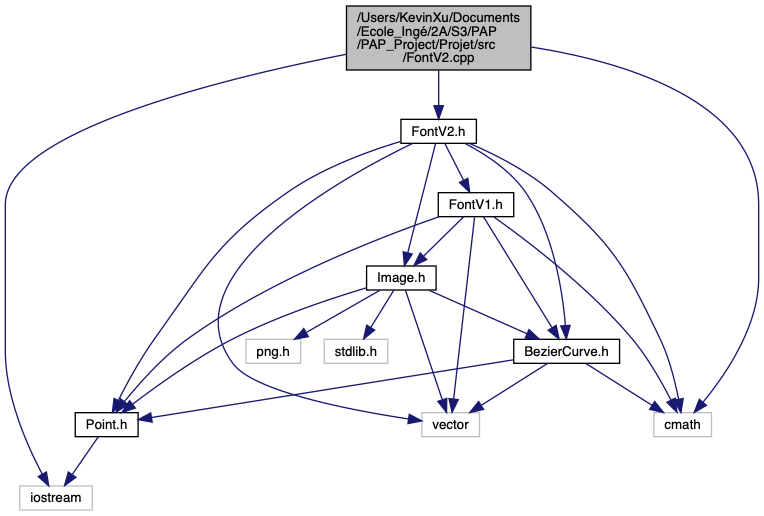 /Users/KevinXu/Documents
/Ecole_Ingé/2A/S3/PAP
/PAP_Project/Projet/src
/FontV2.cpp
FontV2.h
FontV1.h
Image.h
png.h
stdlib.h
BezierCurve.h
Point.h
vector
cmath
iostream